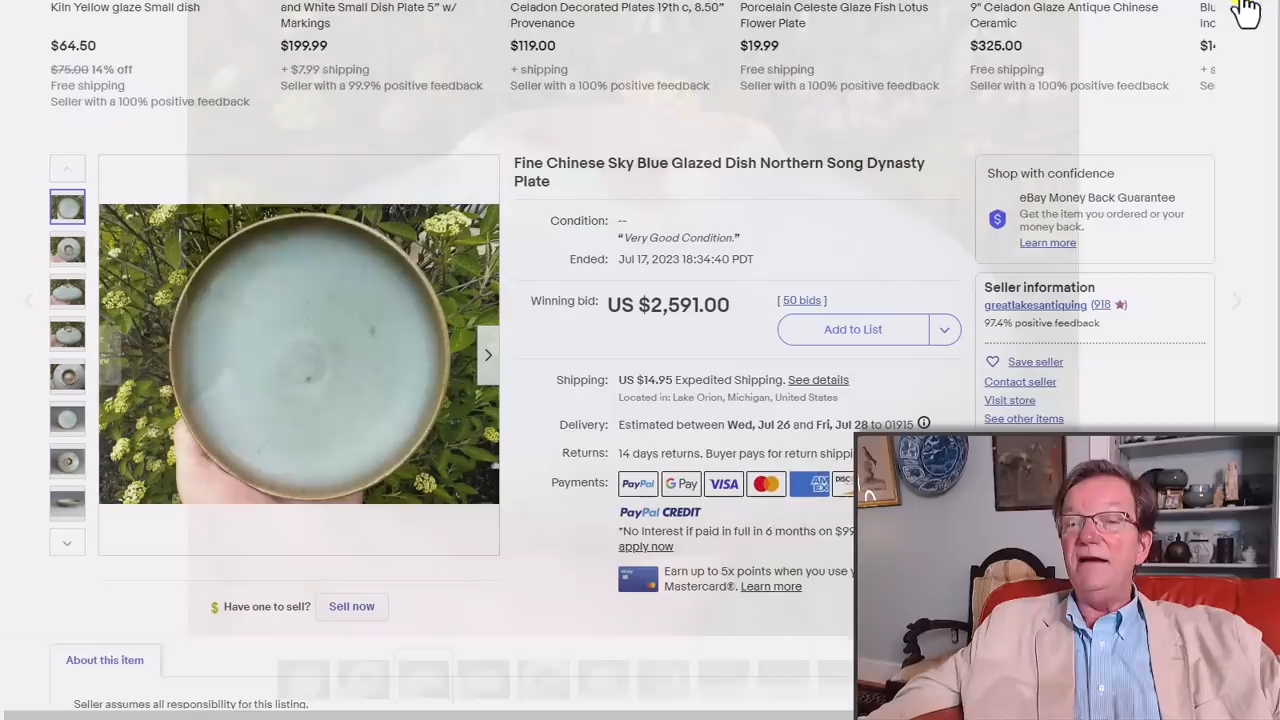 Kiln Yellow glaze Small dish
and White Small Dish Plate 5" w/
Markings
Celadon Decorated Plates 19th c, 8.50"
Provenance
Porcelain Celeste Glaze Fish Lotus
Flower Plate
9" Celadon Glaze Antique Chinese
Ceramic
$64.50
$199.99
$119.00
$19.99
$325.00
$75.00 14% off
+ $7.99 shipping
+ shipping
Free shipping
Free shipping
Free shipping
Seller with a 99.9% positive feedback
Seller with a 100% positive feedback
Seller with a 100% positive feedback
Seller with a 100% positive feedback
Seller with a 100% positive feedback
Fine Chinese Sky Blue Glazed Dish Northern Song Dynasty
Plate
Condition: --
"Very Good Condition."
Ended: Jul 17, 2023 18:34:40 PDT
Winning bid: US $2,591.00 [ 50 bids ]
Add to List
Shipping: US $14.95 Expedited Shipping. See details
Located in: Lake Orion, Michigan, United States
Delivery: Estimated between Wed, Jul 26 and Fri, Jul 28 to 01915
Returns: 14 days returns. Buyer pays for return shippi
Payments: PayPal G Pay VISA MasterCard AM EX DISC
PayPal CREDIT
*No Interest if paid in full in 6 months on $99
apply now
Earn up to 5x points when you use y
Mastercard®. Learn more
Shop with confidence
eBay Money Back Guarantee
Get the item you ordered or your
money back.
Learn more
Seller information
greatlakesantiquing (918 ★)
97.4% positive feedback
Save seller
Contact seller
Visit store
See other items
$ Have one to sell? Sell now
About this item
Seller assumes all responsibility for this listing.